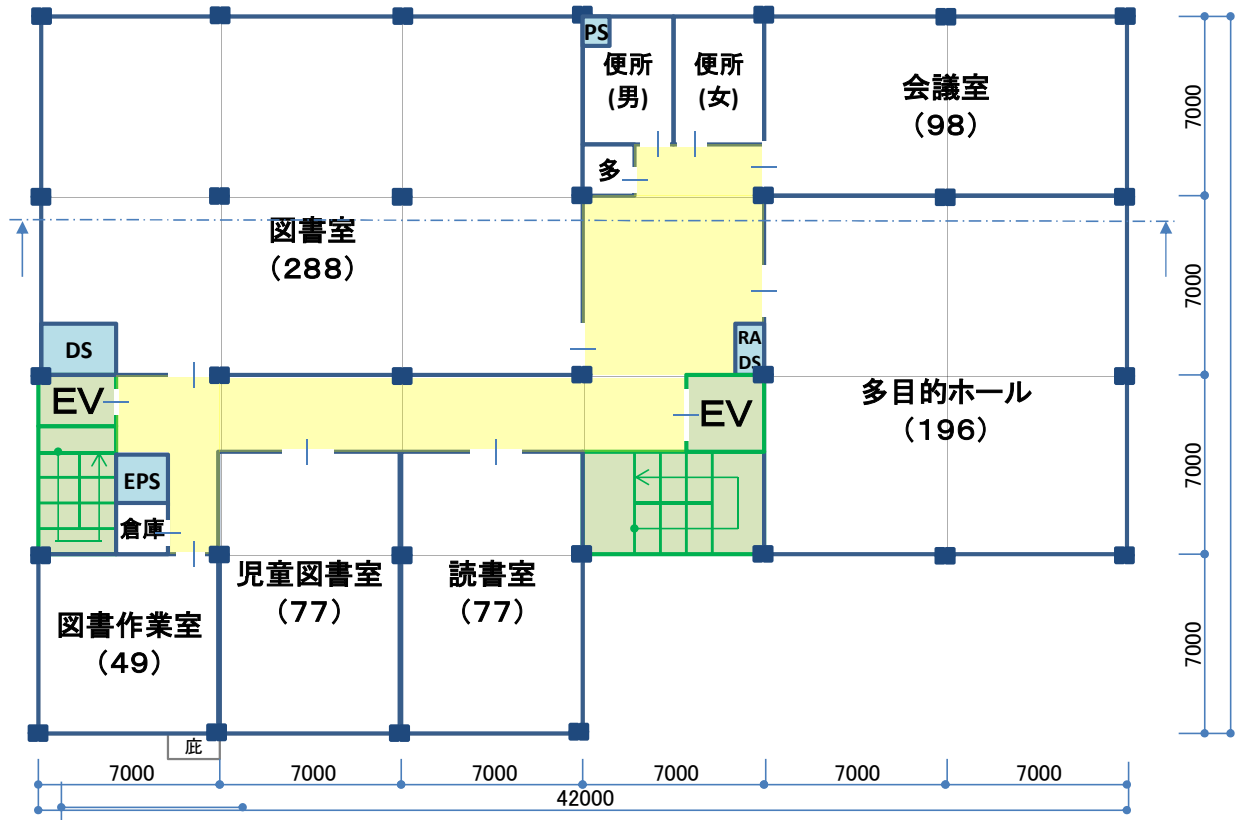 PS
便所
(男)
便所
(女)
会議室
(98)
多
図書室
(288)
DS
RA
DS
EV
EV
多目的ホール
(196)
EPS
倉庫
児童図書室
(77)
読書室
(77)
図書作業室
(49)
庇
7000
7000
7000
7000
7000
7000
7000
7000
7000
7000
42000